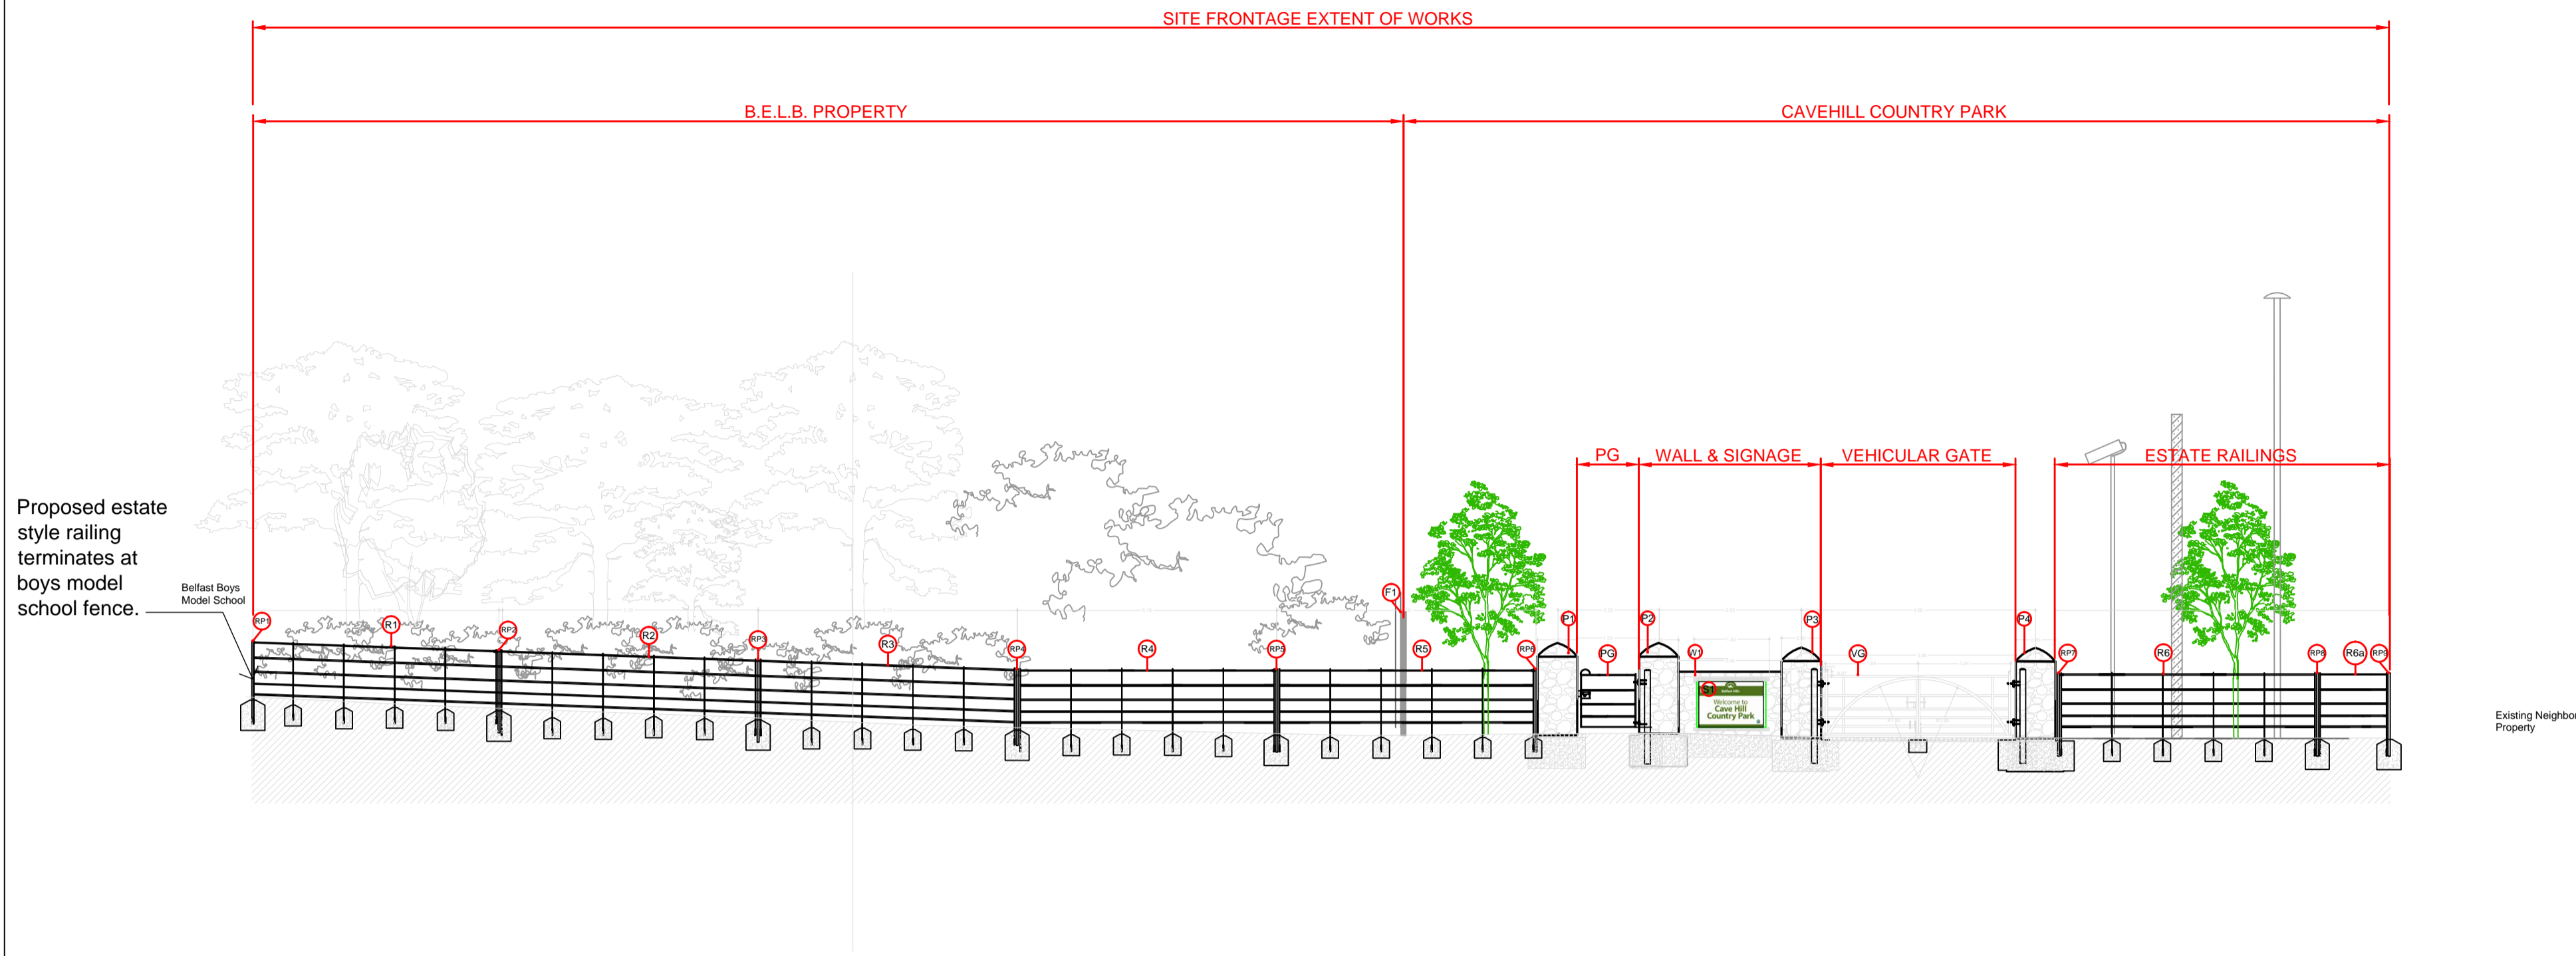 SITE FRONTAGE EXTENT OF WORKS
B.E.L.B. PROPERTY
CAVEHILL COUNTRY PARK
PG
WALL & SIGNAGE
VEHICULAR GATE
ESTATE RAILINGS
Proposed estate
style railing
terminates at
boys model
school fence.
Belfast Boys
Model School
RP1
R1
RP2
R2
RP3
R3
RP4
R4
RP5
F1
R5
RP6
P1
PG
P2
W1
S1
P3
VG
P4
RP7
R6
RP8
R6a
RP9
Belfast Hills
Welcome to
Cave Hill
Country Park
Existing Neighbor
Property